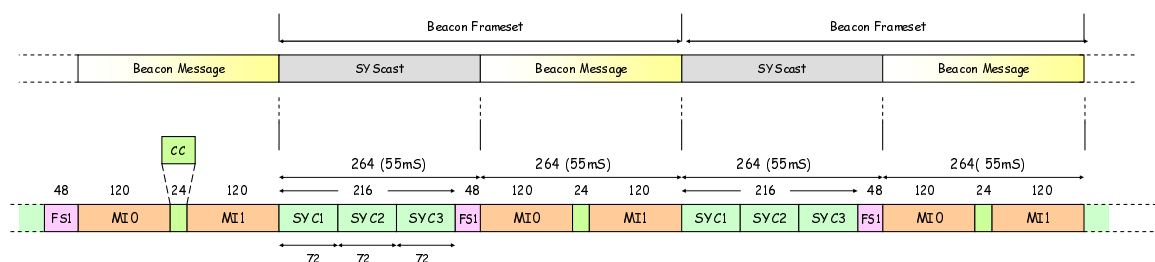 Beacon Frameset Beacon Frameset
Beacon Message SYScast Beacon Message SYScast Beacon Message
CC
264 (55mS) 264 (55mS) 264 (55mS) 264( 55mS)
48 120 24 120 216 48 120 24 120 216 48 120 24 120
FS1 MI0 MI1 SYC1 SYC2 SYC3 FS1 MI0 MI1 SYC1 SYC2 SYC3 FS1 MI0 MI1
72 72 72